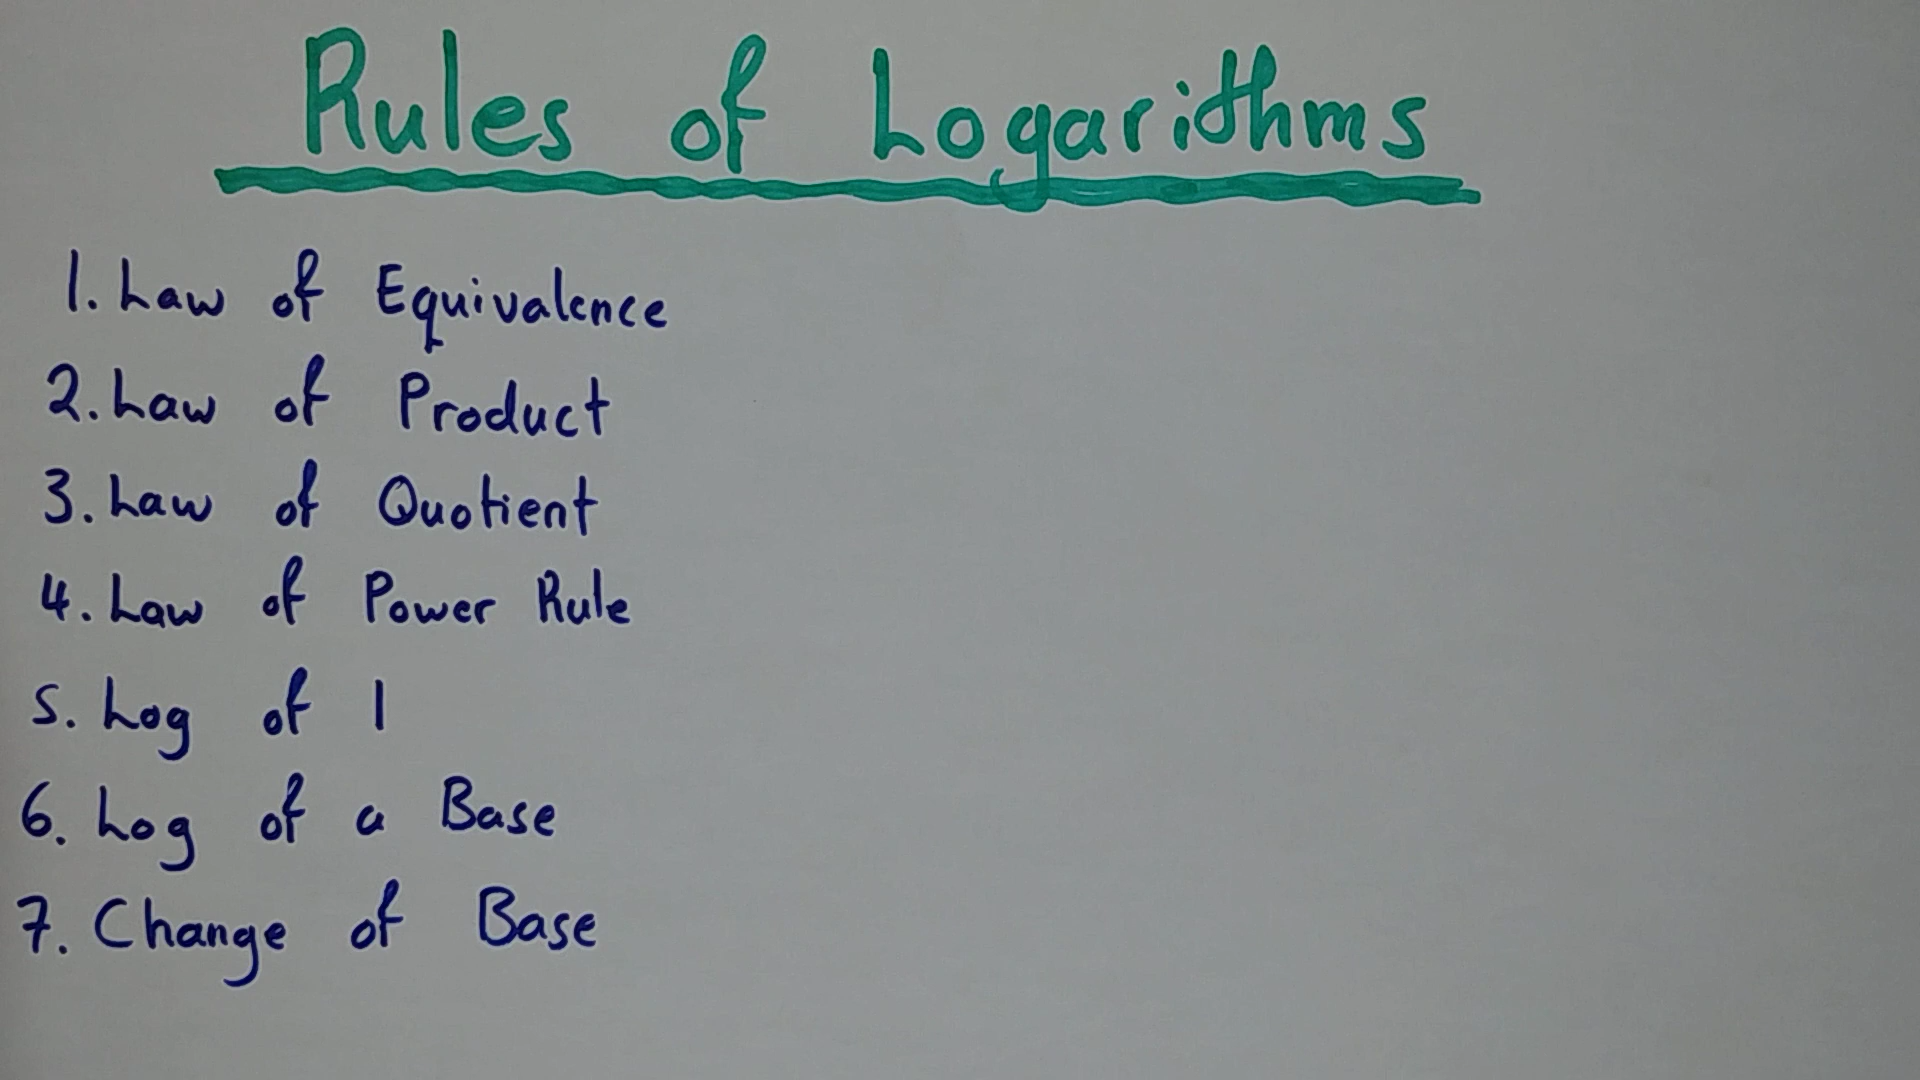 Rules of Logarithms
1. Law of Equivalence
2. Law of Product
3. Law of Quotient
4. Law of Power Rule
5. Log of 1
6. Log of a Base
7. Change of Base